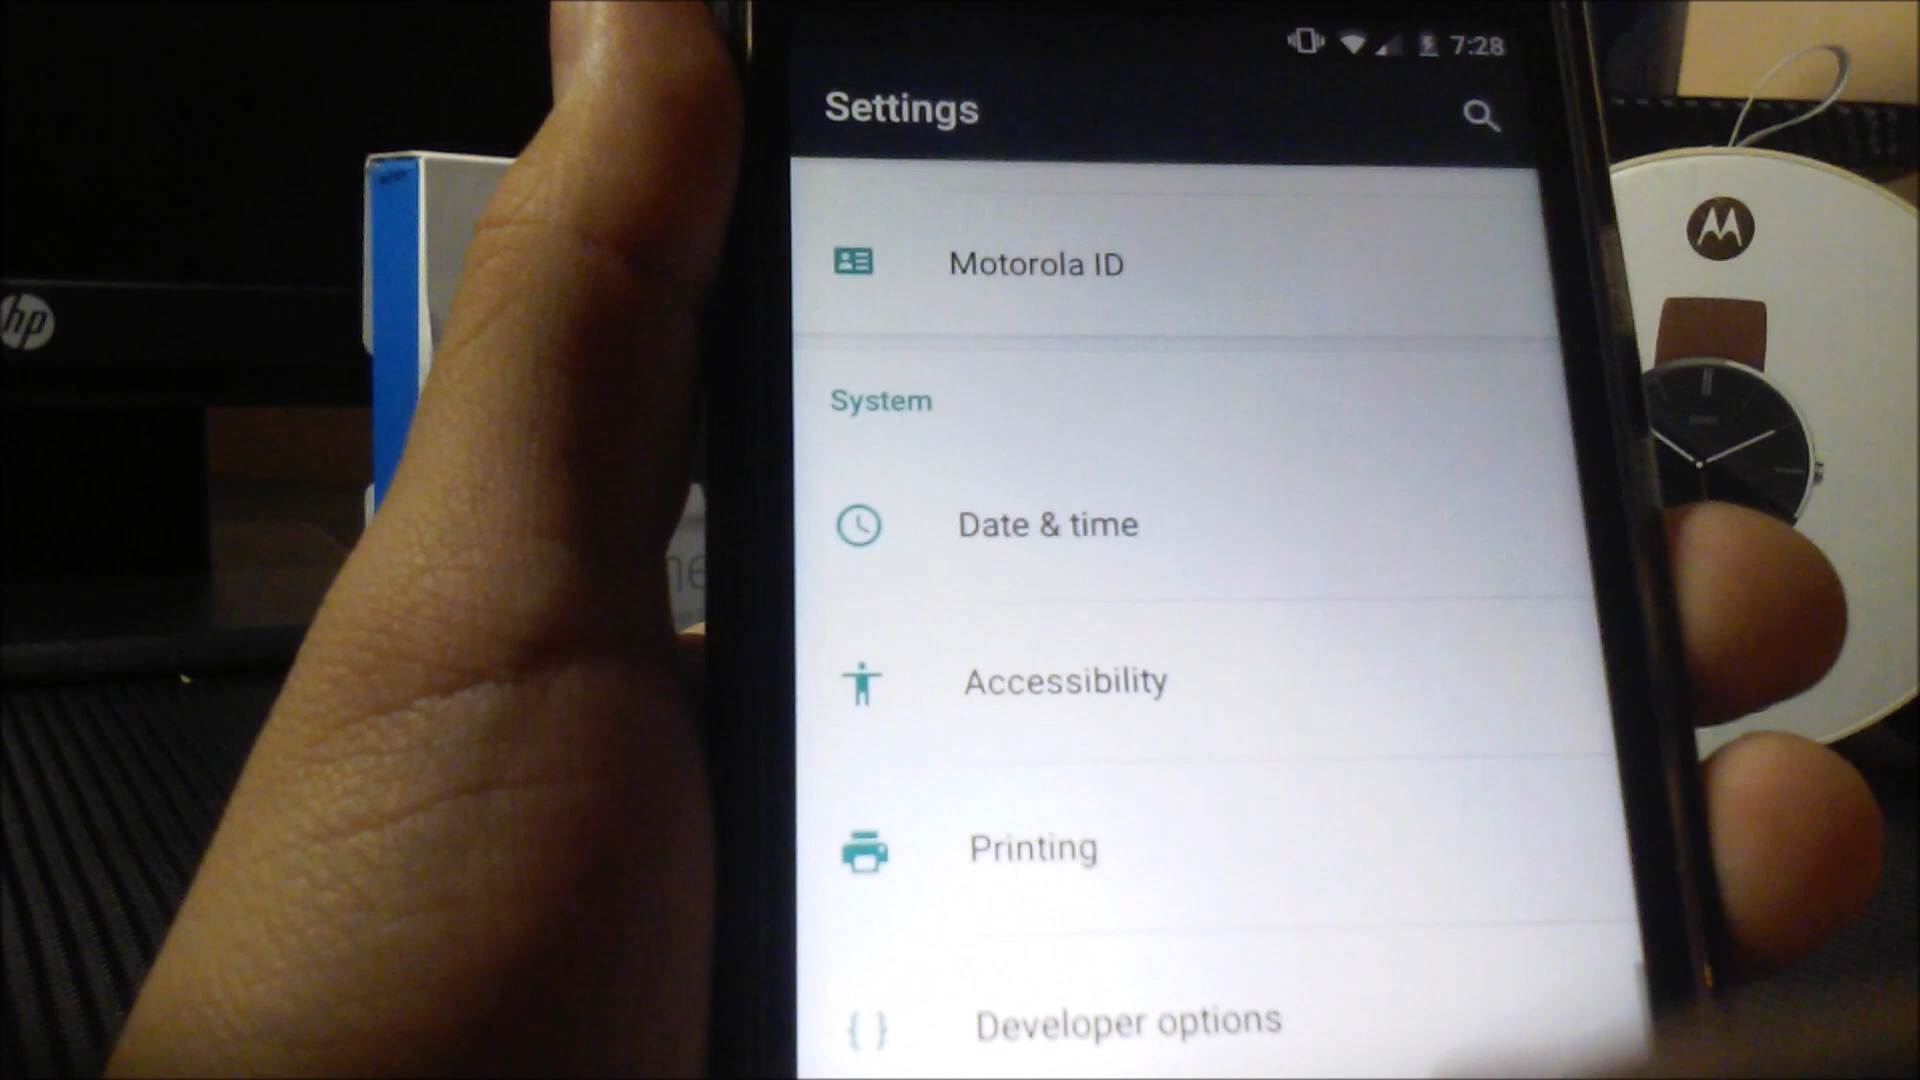 7:28
Settings
Motorola ID
System
Date & time
Accessibility
Printing
Developer options
hp